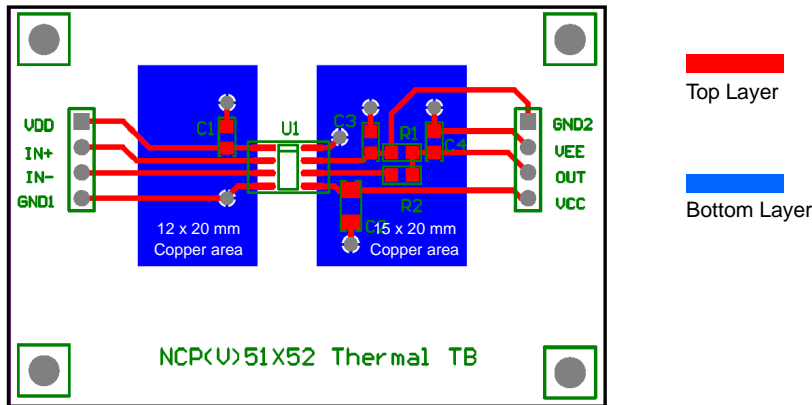 VDD
IN+
IN-
GND1
C1
U1
C3
R1
C4
R2
C2
GND2
VEE
OUT
VCC
12 x 20 mm
Copper area
15 x 20 mm
Copper area
NCP(V)51X52 Thermal TB
Top Layer
Bottom Layer